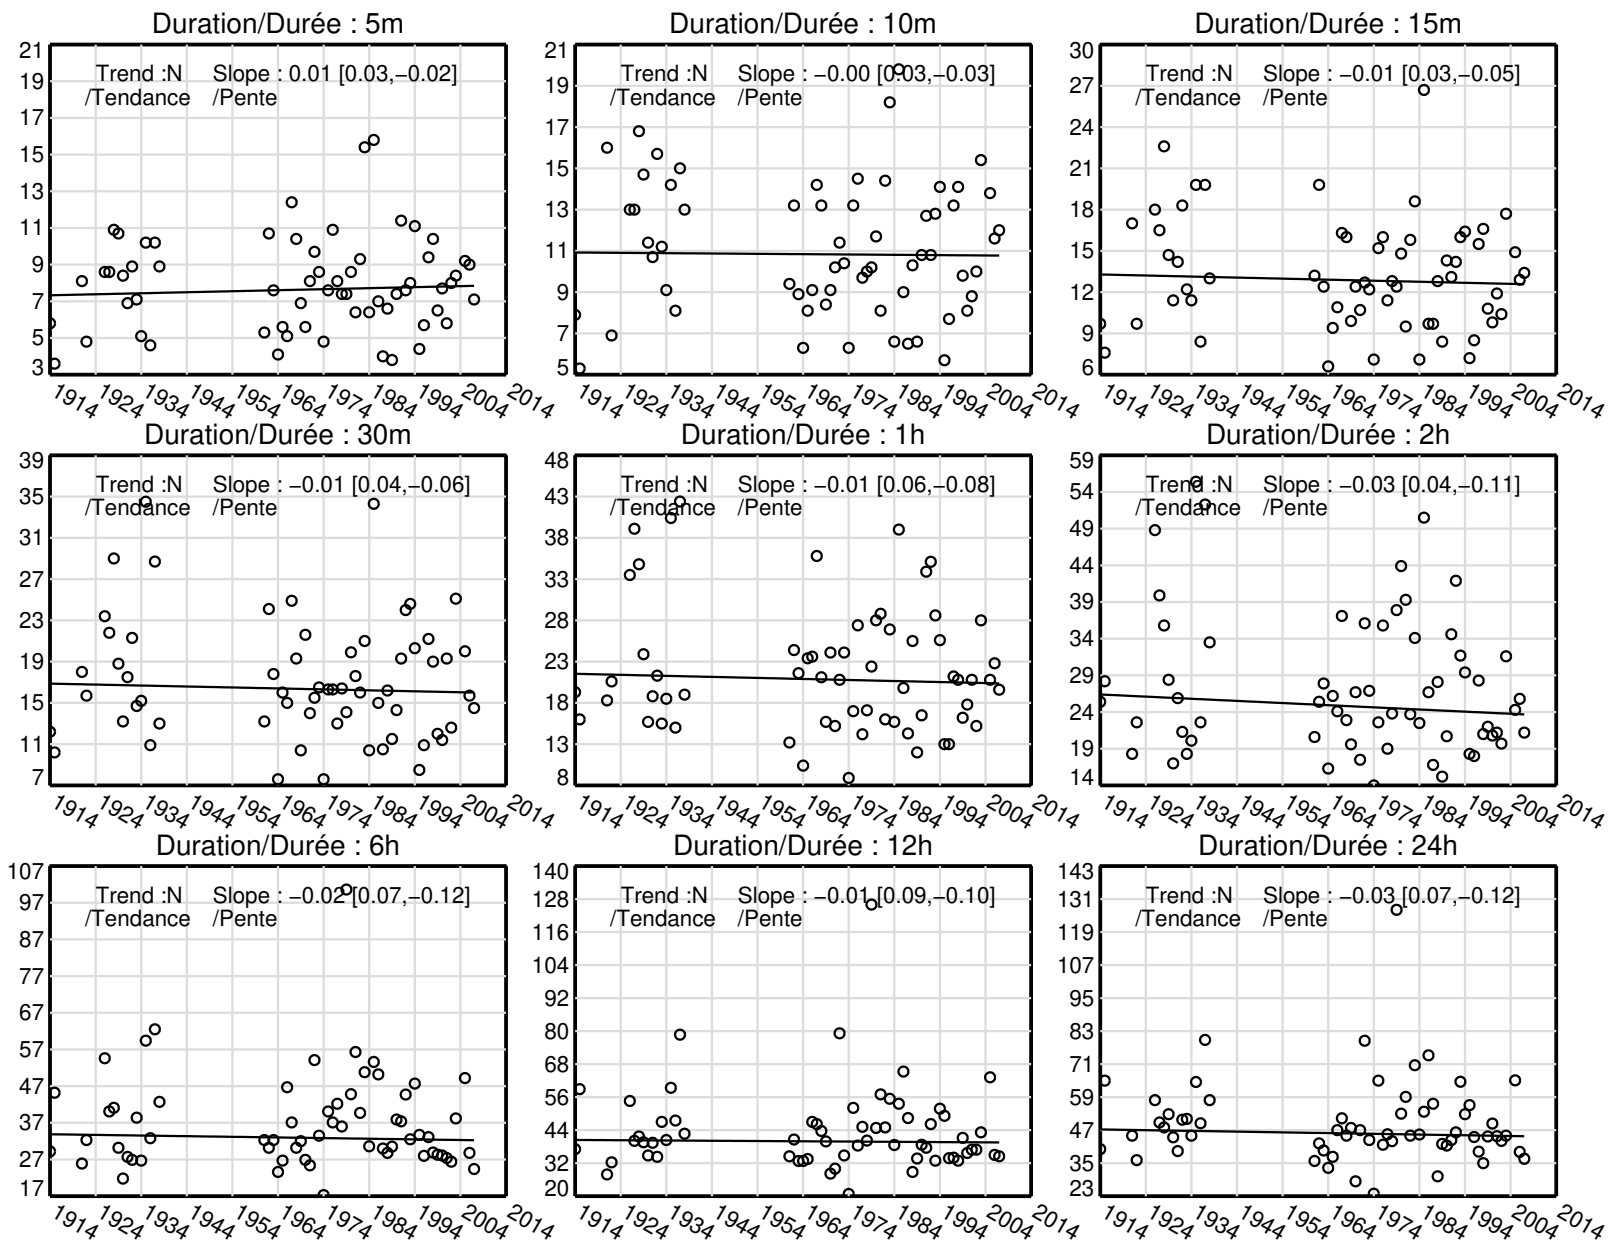 Duration/Durée : 5m
Trend :N Slope : 0.01 [0.03,−0.02]
/Tendance /Pente
21
19
17
15
13
11
9
7
5
3
1914 1924 1934 1944 1954 1964 1974 1984 1994 2004 2014
Duration/Durée : 10m
Trend :N Slope : −0.00 [0.03,−0.03]
/Tendance /Pente
21
19
17
15
13
11
9
7
5
1914 1924 1934 1944 1954 1964 1974 1984 1994 2004 2014
Duration/Durée : 15m
Trend :N Slope : −0.01 [0.03,−0.05]
/Tendance /Pente
30
27
24
21
18
15
12
9
6
1914 1924 1934 1944 1954 1964 1974 1984 1994 2004 2014
Duration/Durée : 30m
Trend :N Slope : −0.01 [0.04,−0.06]
/Tendance /Pente
39
35
31
27
23
19
15
11
7
1914 1924 1934 1944 1954 1964 1974 1984 1994 2004 2014
Duration/Durée : 1h
Trend :N Slope : −0.01 [0.06,−0.08]
/Tendance /Pente
48
43
38
33
28
23
18
13
8
1914 1924 1934 1944 1954 1964 1974 1984 1994 2004 2014
Duration/Durée : 2h
Trend :N Slope : −0.03 [0.04,−0.11]
/Tendance /Pente
59
54
49
44
39
34
29
24
19
14
1914 1924 1934 1944 1954 1964 1974 1984 1994 2004 2014
Duration/Durée : 6h
Trend :N Slope : −0.02 [0.07,−0.12]
/Tendance /Pente
107
97
87
77
67
57
47
37
27
17
1914 1924 1934 1944 1954 1964 1974 1984 1994 2004 2014
Duration/Durée : 12h
Trend :N Slope : −0.01 [0.09,−0.10]
/Tendance /Pente
140
128
116
104
92
80
68
56
44
32
20
1914 1924 1934 1944 1954 1964 1974 1984 1994 2004 2014
Duration/Durée : 24h
Trend :N Slope : −0.03 [0.07,−0.12]
/Tendance /Pente
143
131
119
107
95
83
71
59
47
35
23
1914 1924 1934 1944 1954 1964 1974 1984 1994 2004 2014